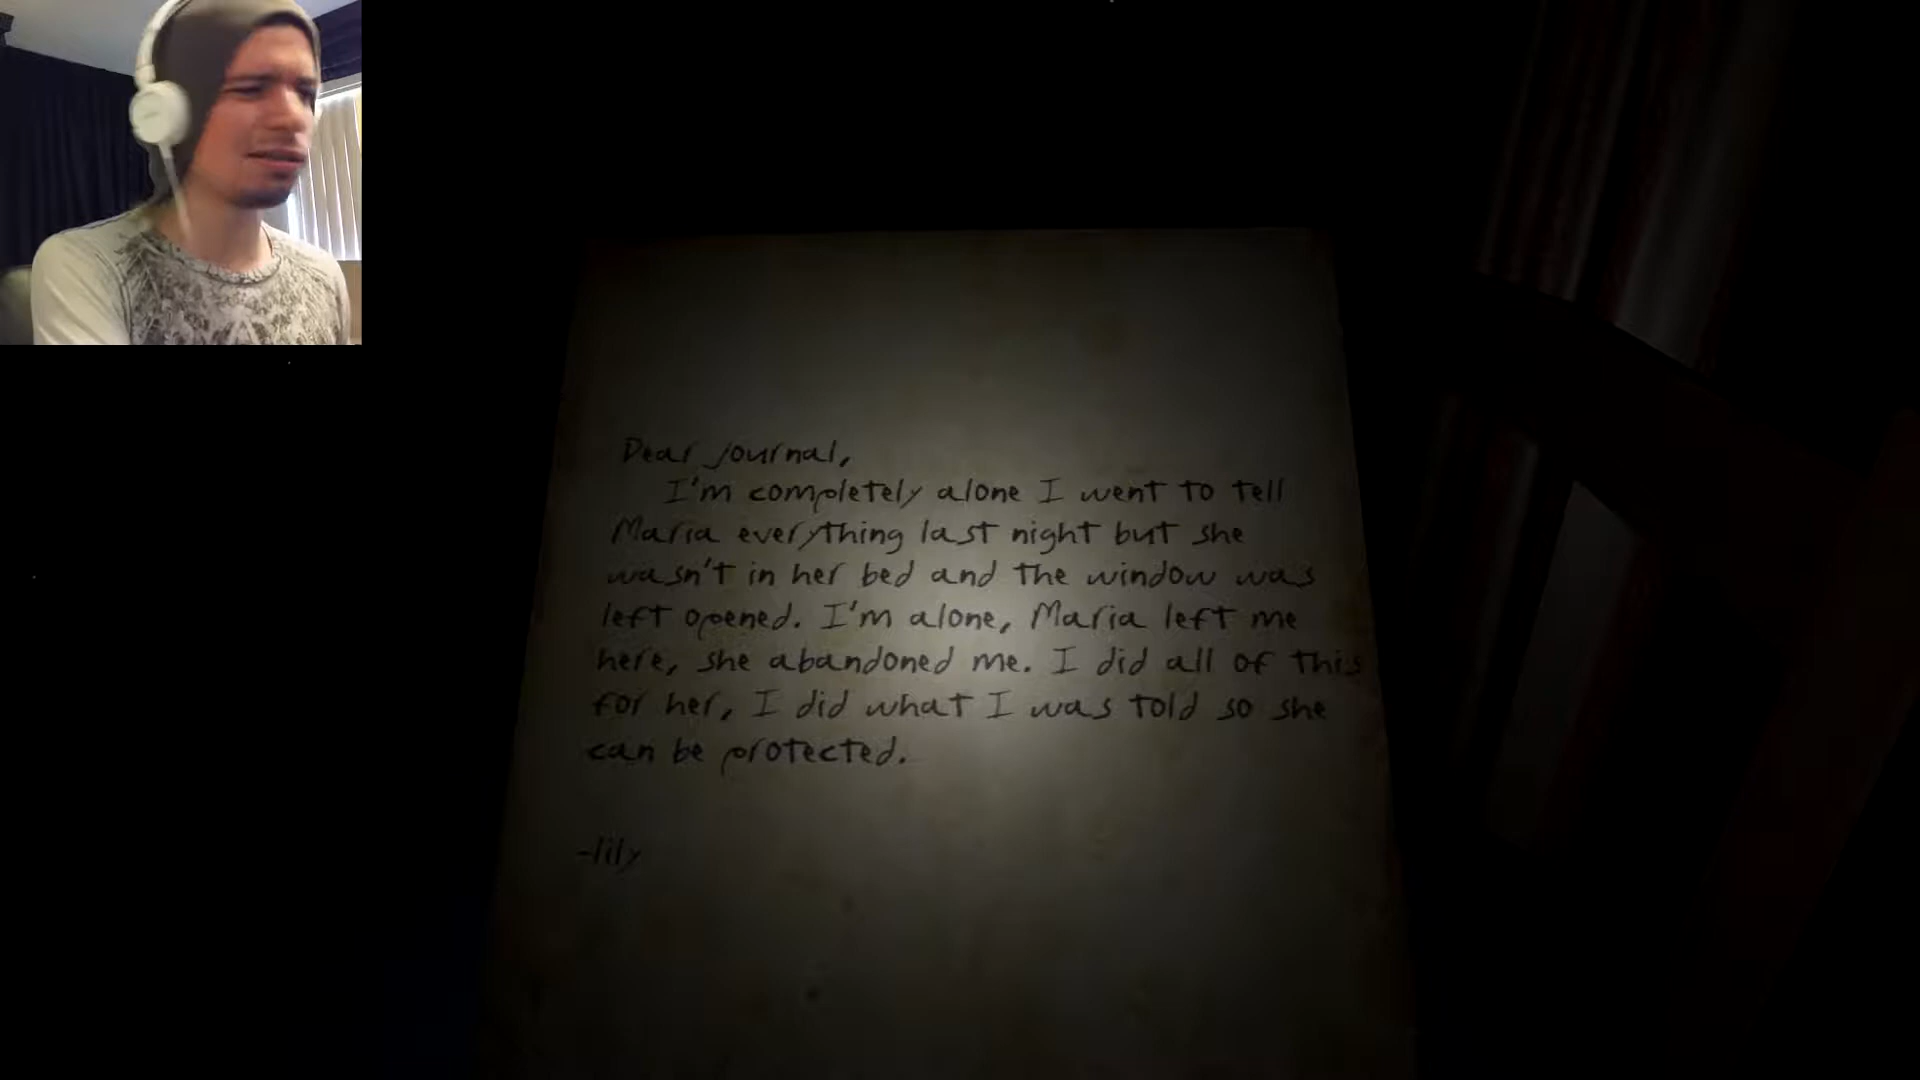 Dear journal,
I'm completely alone I went to tell
Maria everything last night but she
wasn't in her bed and the window was
left opened. I'm alone, Maria left me
here, she abandoned me. I did all of this
for her, I did what I was told so she
can be protected.
-lily